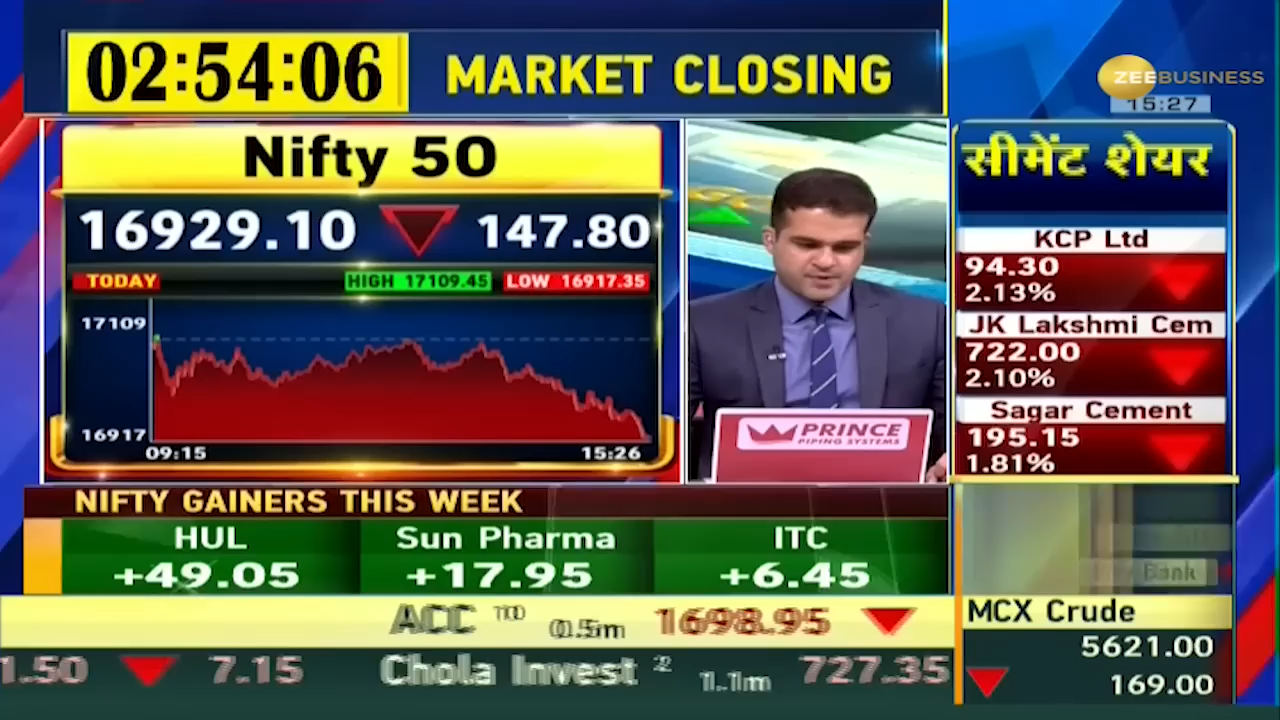 02:54:06
MARKET CLOSING
ZEEBUSINESS
15:27
Nifty 50
16929.10
147.80
TODAY
HIGH 17109.45
LOW 16917.35
17109
16917
09:15
15:26
PRINCE
PIPING SYSTEMS
सीमेंट शेयर
KCP Ltd
94.30
2.13%
JK Lakshmi Cem
722.00
2.10%
Sagar Cement
195.15
1.81%
NIFTY GAINERS THIS WEEK
HUL
+49.05
Sun Pharma
+17.95
ITC
+6.45
Bank
MCX Crude
5621.00
169.00
ACC
0.5m
1698.95
1.50
7.15
Chola Invest
1.1m
727.35